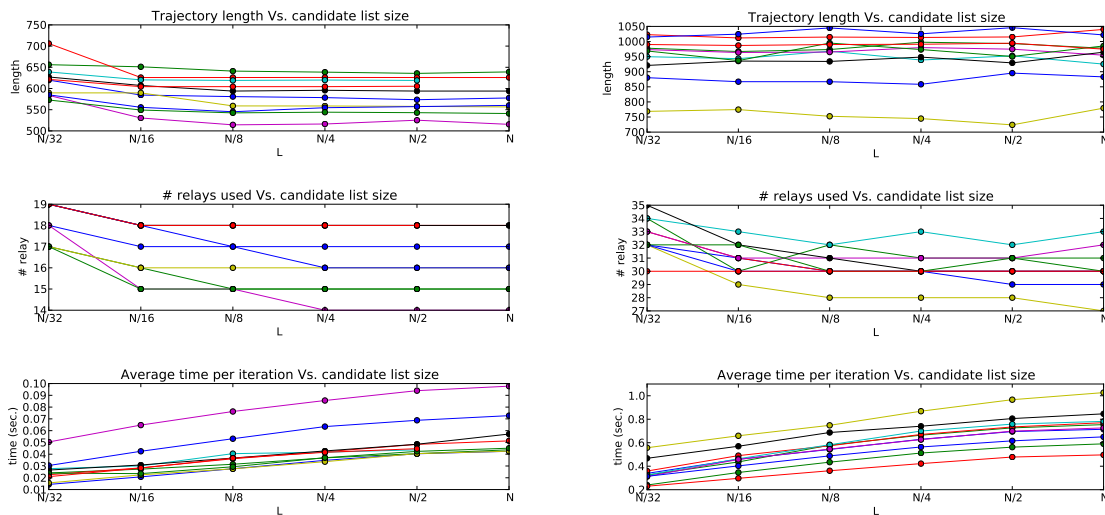 Trajectory length Vs. candidate list size
750
700
650
600
550
500
length
N/32 N/16 N/8 N/4 N/2 N
L
Trajectory length Vs. candidate list size
1050
1000
950
900
850
800
750
700
length
N/32 N/16 N/8 N/4 N/2 N
L
# relays used Vs. candidate list size
19
18
17
16
15
14
# relay
N/32 N/16 N/8 N/4 N/2 N
L
# relays used Vs. candidate list size
35
34
33
32
31
30
29
28
27
# relay
N/32 N/16 N/8 N/4 N/2 N
L
Average time per iteration Vs. candidate list size
0.10
0.09
0.08
0.07
0.06
0.05
0.04
0.03
0.02
0.01
time (sec.)
N/32 N/16 N/8 N/4 N/2 N
L
Average time per iteration Vs. candidate list size
1.0
0.8
0.6
0.4
0.2
time (sec.)
N/32 N/16 N/8 N/4 N/2 N
L